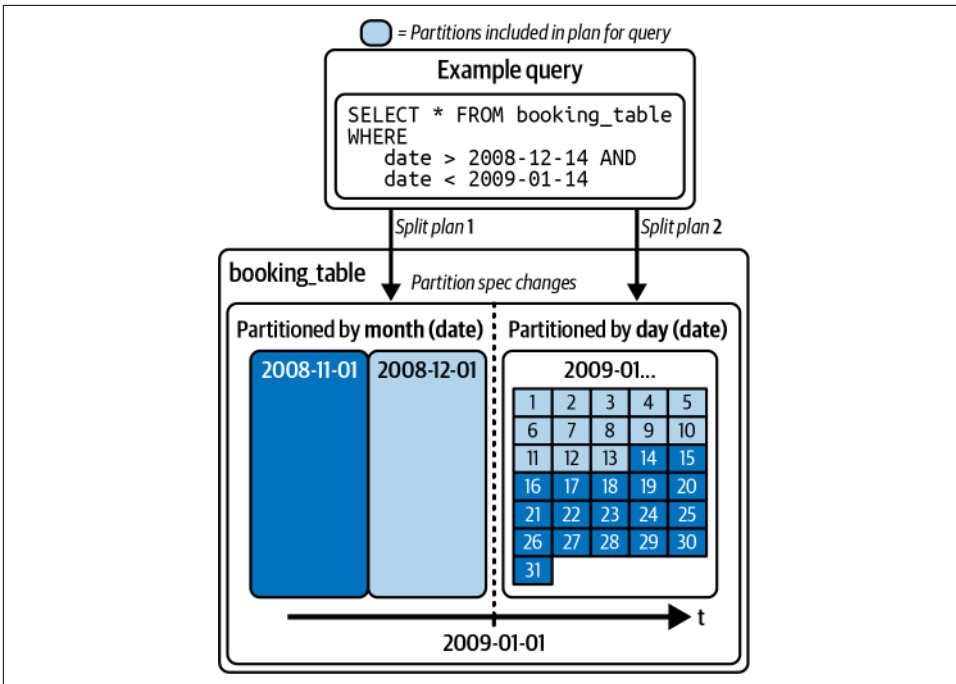 = Partitions included in plan for query
Example query
SELECT * FROM booking_table
WHERE
date > 2008-12-14 AND
date < 2009-01-14
Split plan 1
Split plan 2
booking_table
Partition spec changes
Partitioned by month (date)
Partitioned by day (date)
2008-11-01
2008-12-01
2009-01...
1 2 3 4 5
6 7 8 9 10
11 12 13 14 15
16 17 18 19 20
21 22 23 24 25
26 27 28 29 30
31
t
2009-01-01